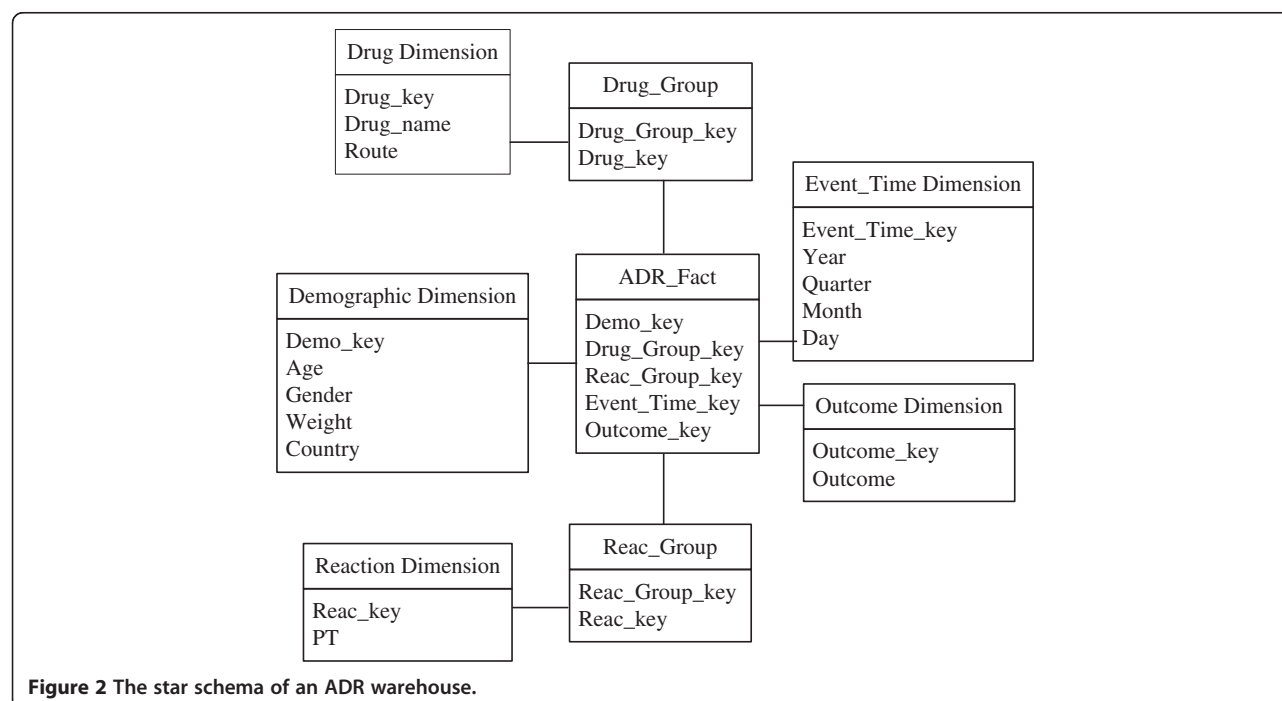 Drug Dimension
Drug_key
Drug_name
Route
Drug_Group
Drug_Group_key
Drug_key
Event_Time Dimension
Event_Time_key
Year
Quarter
Month
Day
Demographic Dimension
Demo_key
Age
Gender
Weight
Country
ADR_Fact
Demo_key
Drug_Group_key
Reac_Group_key
Event_Time_key
Outcome_key
Outcome Dimension
Outcome_key
Outcome
Reaction Dimension
Reac_key
PT
Reac_Group
Reac_Group_key
Reac_key
Figure 2 The star schema of an ADR warehouse.